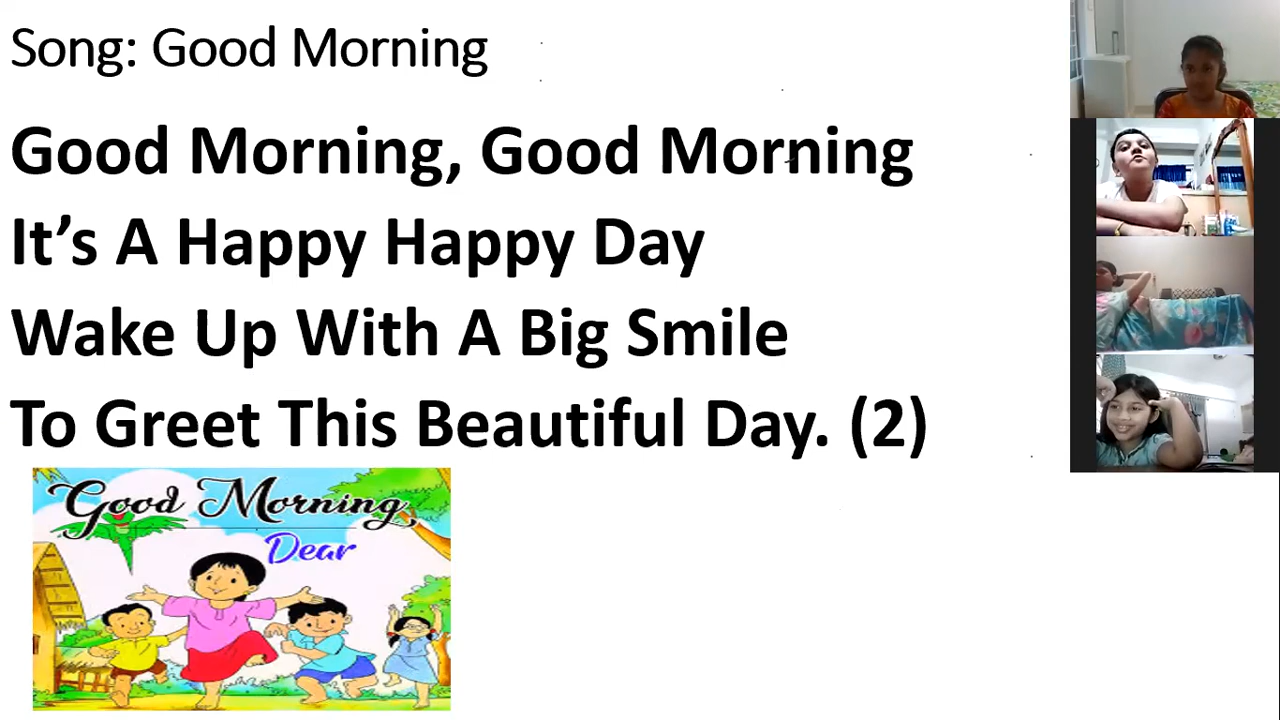 Song: Good Morning
Good Morning, Good Morning
It’s A Happy Happy Day
Wake Up With A Big Smile
To Greet This Beautiful Day. (2)
Good Morning,
Dear